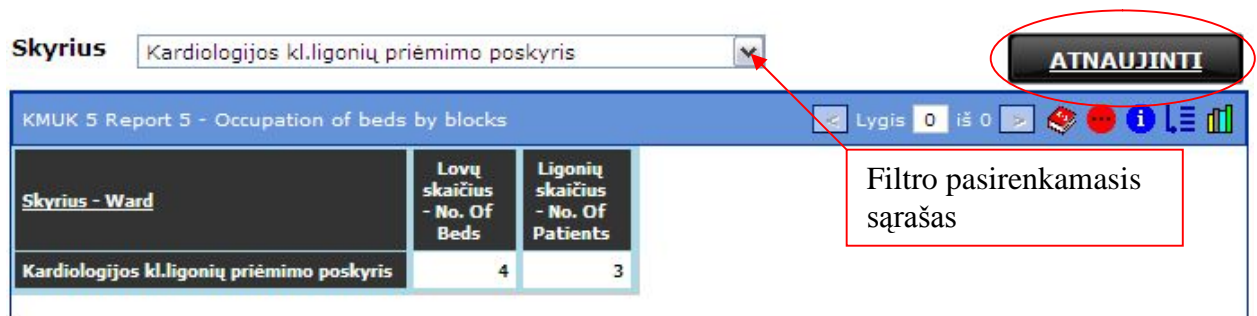 Skyrius Kardiologijos kl.ligonių priėmimo poskyris
ATNAUJINTI
KMUK 5 Report 5 - Occupation of beds by blocks
< Lygis 0 iš 0 >
Skyrius - Ward
Lovų
skaičius
- No. Of
Beds
Ligonių
skaičius
- No. Of
Patients
Kardiologijos kl.ligonių priėmimo poskyris 4 3
Filtro pasirenkamasis
sąrašas